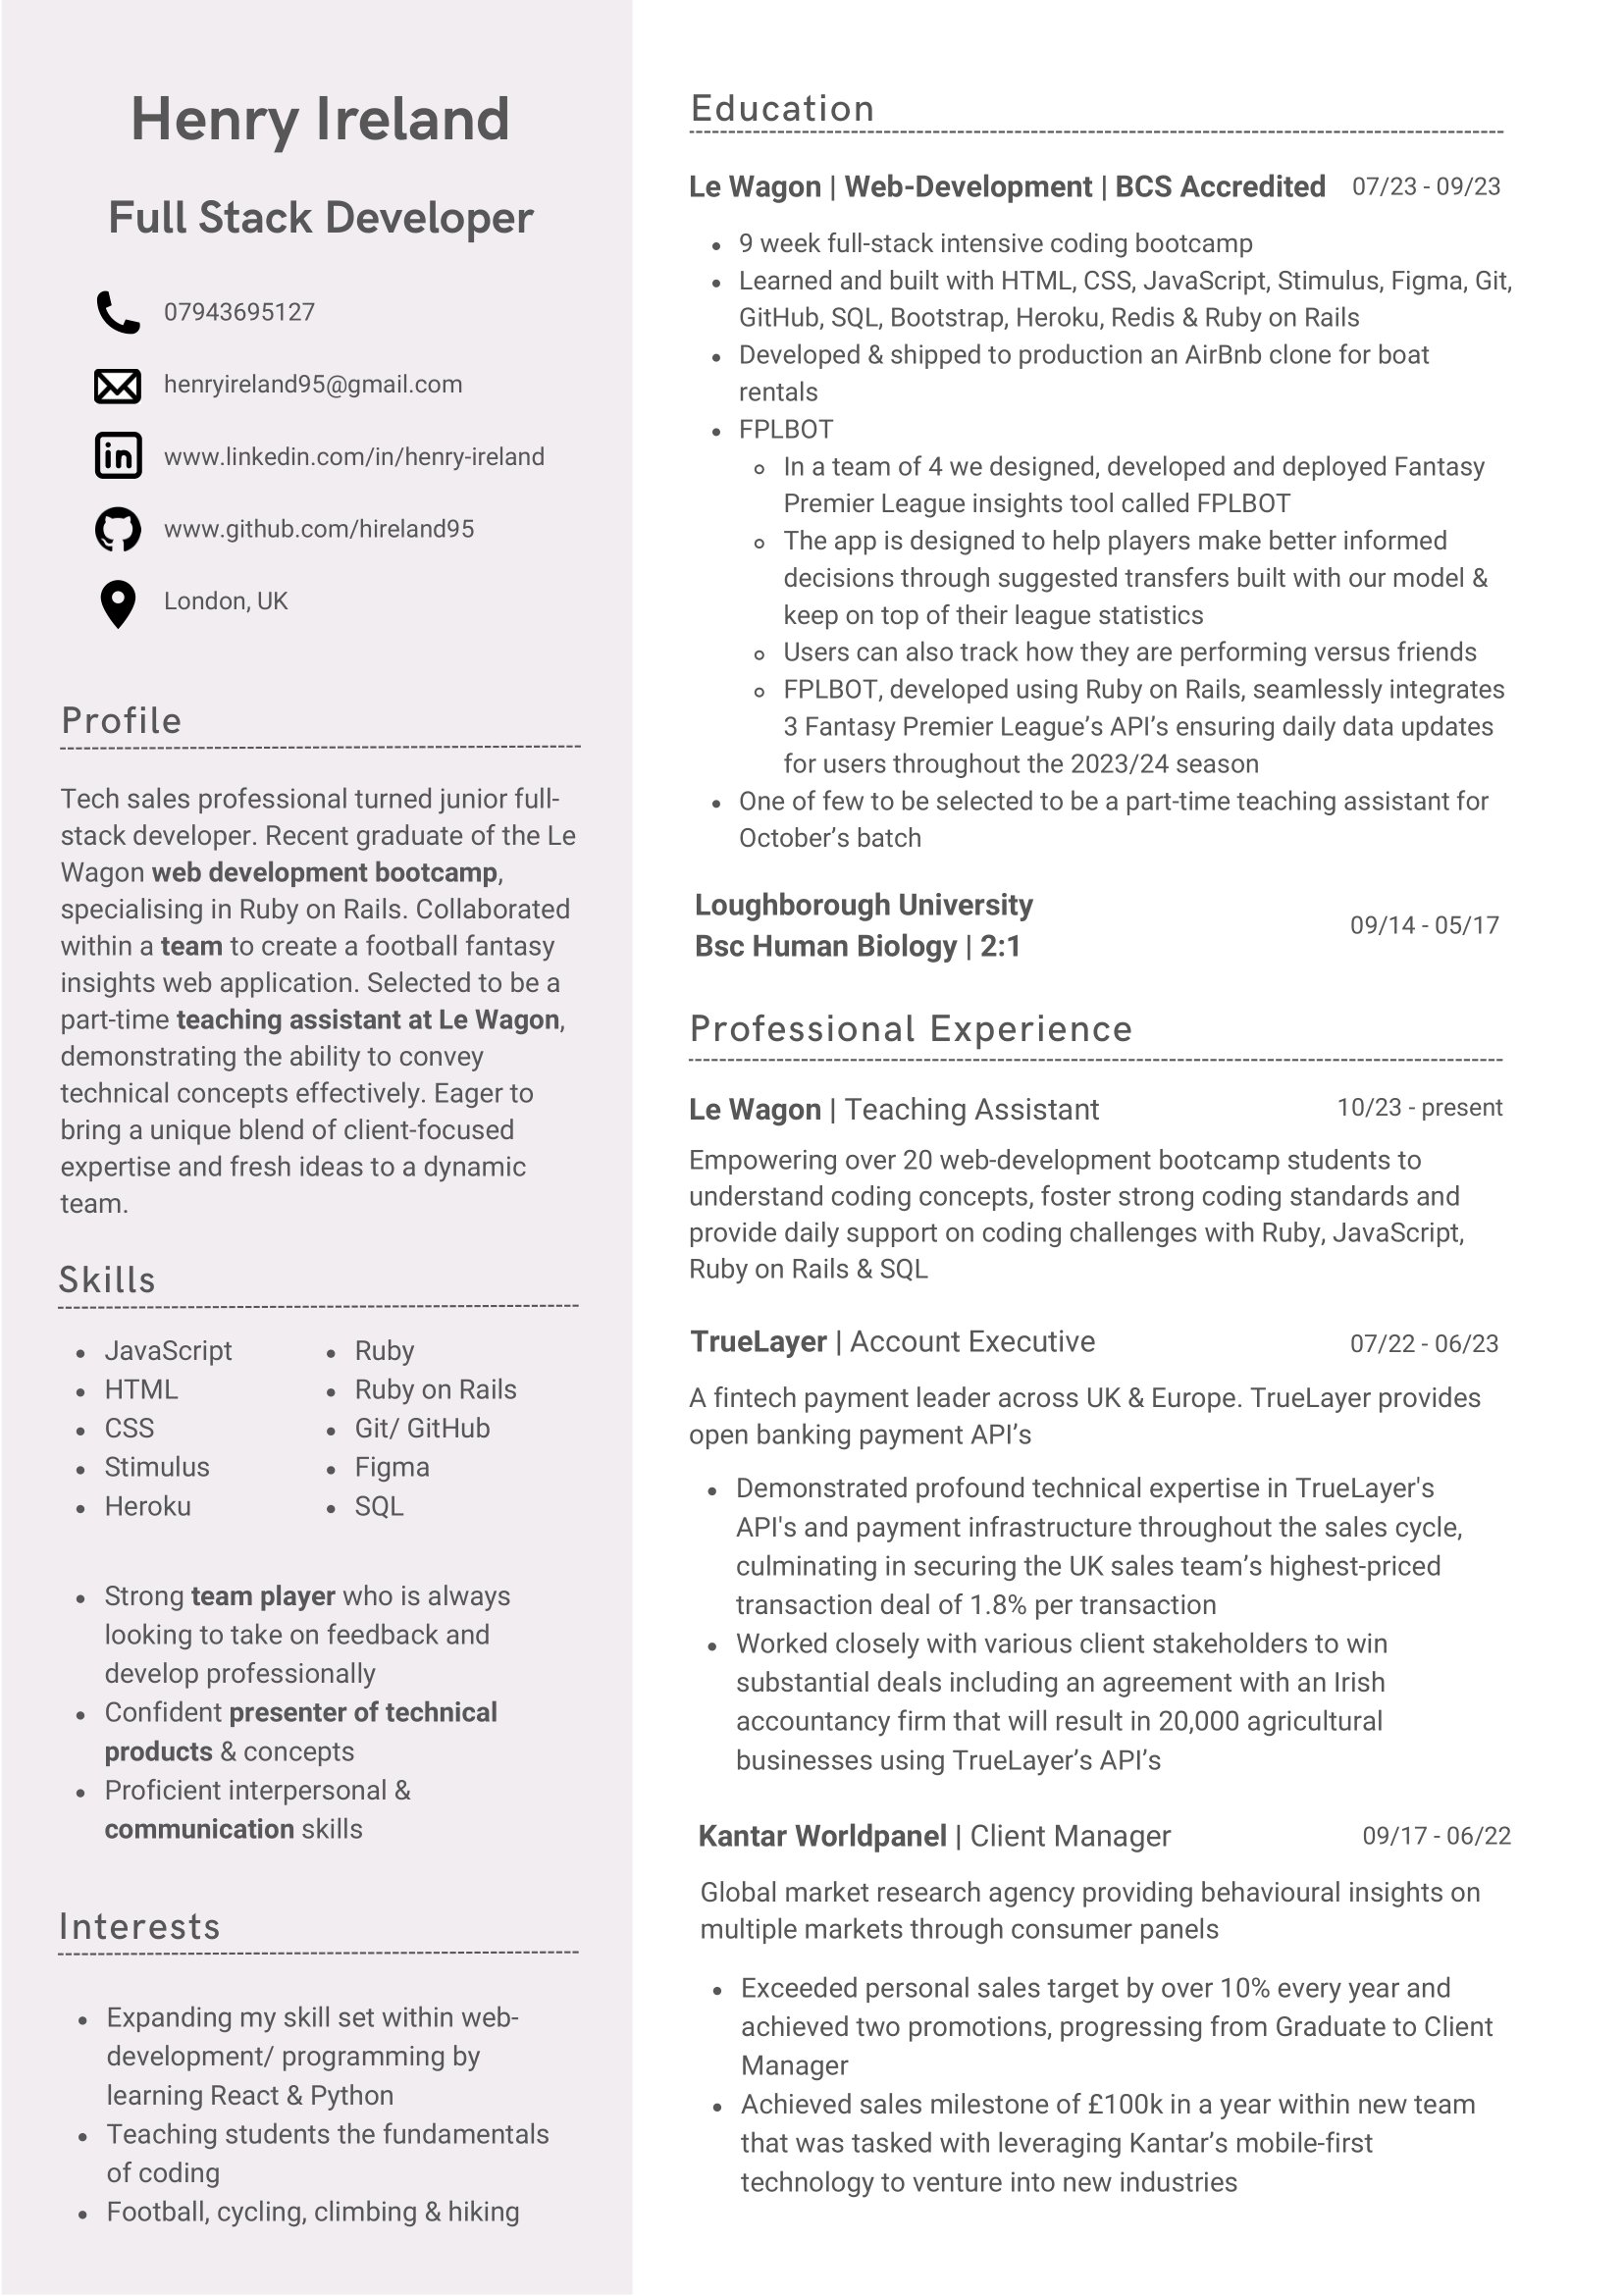 Henry Ireland
Full Stack Developer
07943695127
henryireland95@gmail.com
www.linkedin.com/in/henry-ireland
www.github.com/hireland95
London, UK
Profile
Tech sales professional turned junior full-
stack developer. Recent graduate of the Le
Wagon web development bootcamp,
specialising in Ruby on Rails. Collaborated
within a team to create a football fantasy
insights web application. Selected to be a
part-time teaching assistant at Le Wagon,
demonstrating the ability to convey
technical concepts effectively. Eager to
bring a unique blend of client-focused
expertise and fresh ideas to a dynamic
team.
Skills
• JavaScript
• HTML
• CSS
• Stimulus
• Heroku
• Ruby
• Ruby on Rails
• Git/ GitHub
• Figma
• SQL
• Strong team player who is always
looking to take on feedback and
develop professionally
• Confident presenter of technical
products & concepts
• Proficient interpersonal &
communication skills
Interests
• Expanding my skill set within web-
development/ programming by
learning React & Python
• Teaching students the fundamentals
of coding
• Football, cycling, climbing & hiking
Education
Le Wagon | Web-Development | BCS Accredited 07/23 - 09/23
• 9 week full-stack intensive coding bootcamp
• Learned and built with HTML, CSS, JavaScript, Stimulus, Figma, Git,
GitHub, SQL, Bootstrap, Heroku, Redis & Ruby on Rails
• Developed & shipped to production an AirBnb clone for boat
rentals
• FPLBOT
◦ In a team of 4 we designed, developed and deployed Fantasy
Premier League insights tool called FPLBOT
◦ The app is designed to help players make better informed
decisions through suggested transfers built with our model &
keep on top of their league statistics
◦ Users can also track how they are performing versus friends
◦ FPLBOT, developed using Ruby on Rails, seamlessly integrates
3 Fantasy Premier League’s API’s ensuring daily data updates
for users throughout the 2023/24 season
• One of few to be selected to be a part-time teaching assistant for
October’s batch
Loughborough University
Bsc Human Biology | 2:1
09/14 - 05/17
Professional Experience
Le Wagon | Teaching Assistant 10/23 - present
Empowering over 20 web-development bootcamp students to
understand coding concepts, foster strong coding standards and
provide daily support on coding challenges with Ruby, JavaScript,
Ruby on Rails & SQL
TrueLayer | Account Executive 07/22 - 06/23
A fintech payment leader across UK & Europe. TrueLayer provides
open banking payment API’s
• Demonstrated profound technical expertise in TrueLayer's
API's and payment infrastructure throughout the sales cycle,
culminating in securing the UK sales team’s highest-priced
transaction deal of 1.8% per transaction
• Worked closely with various client stakeholders to win
substantial deals including an agreement with an Irish
accountancy firm that will result in 20,000 agricultural
businesses using TrueLayer’s API’s
Kantar Worldpanel | Client Manager 09/17 - 06/22
Global market research agency providing behavioural insights on
multiple markets through consumer panels
• Exceeded personal sales target by over 10% every year and
achieved two promotions, progressing from Graduate to Client
Manager
• Achieved sales milestone of £100k in a year within new team
that was tasked with leveraging Kantar’s mobile-first
technology to venture into new industries